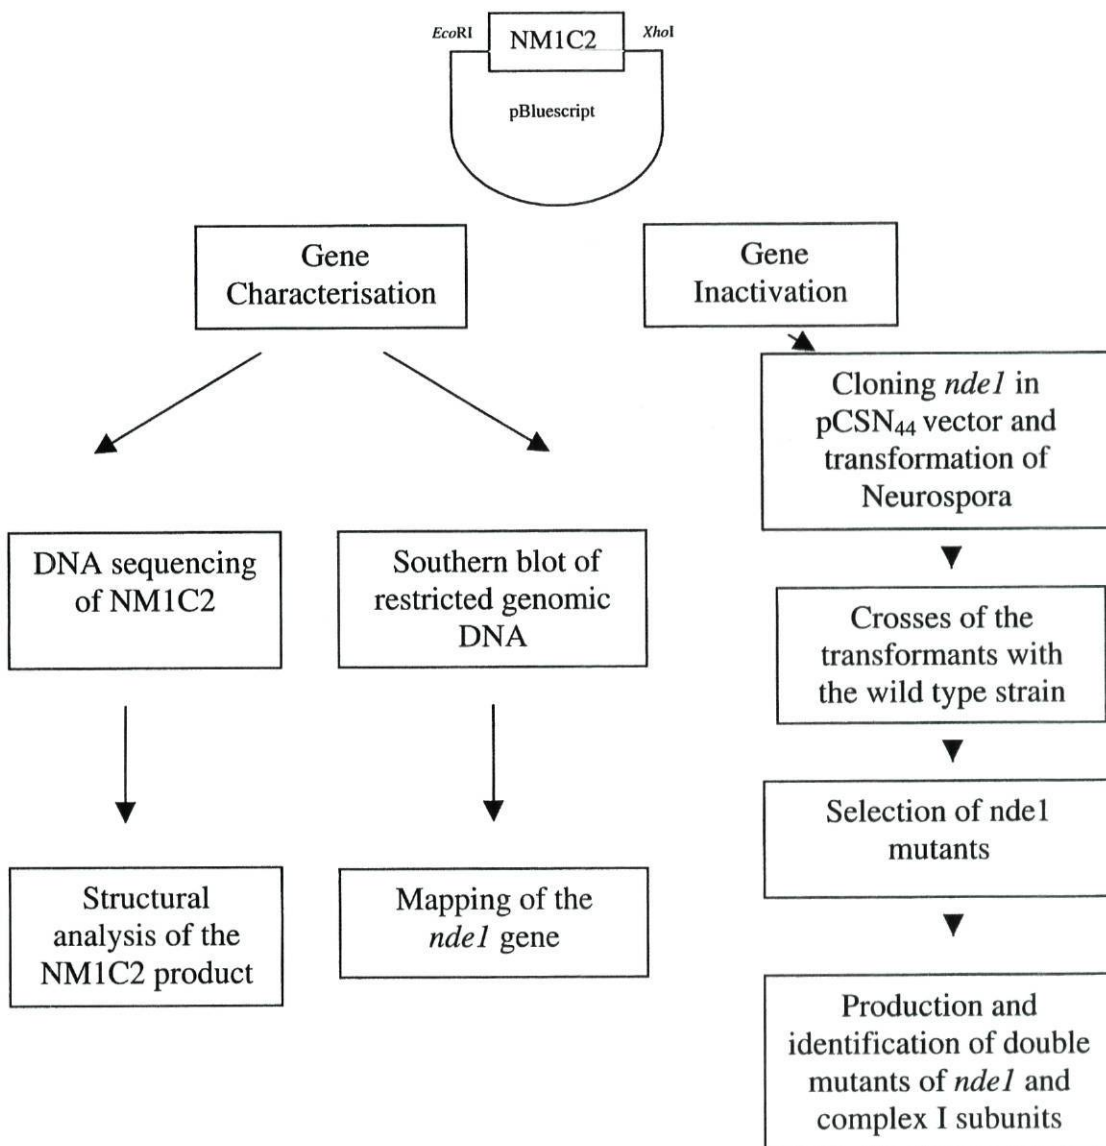 EcoRI
NM1C2
XhoI
pBluescript
Gene
Characterisation
Gene
Inactivation
Cloning nde1 in
pCSN44 vector and
transformation of
Neurospora
DNA sequencing
of NM1C2
Southern blot of
restricted genomic
DNA
Crosses of the
transformants with
the wild type strain
Selection of nde1
mutants
Structural
analysis of the
NM1C2 product
Mapping of the
nde1 gene
Production and
identification of double
mutants of nde1 and
complex I subunits